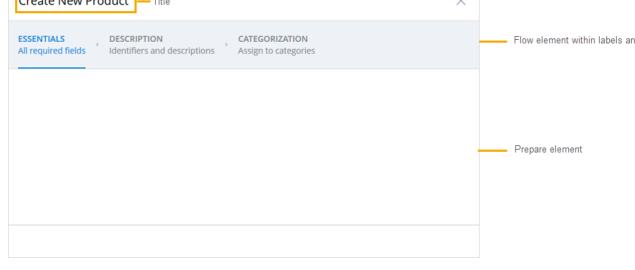 Create New Product
Title
ESSENTIALS
All required fields
DESCRIPTION
Identifiers and descriptions
CATEGORIZATION
Assign to categories
Flow element within labels an
Prepare element